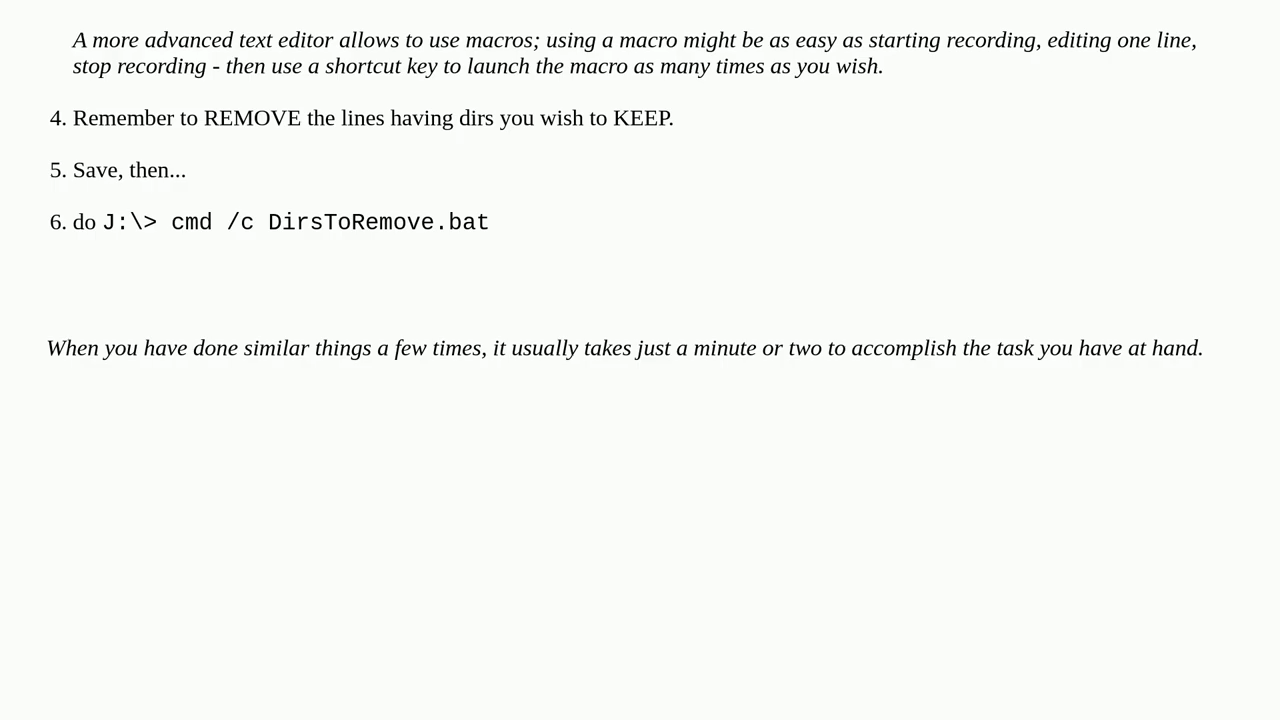 A more advanced text editor allows to use macros; using a macro might be as easy as starting recording, editing one line,
stop recording - then use a shortcut key to launch the macro as many times as you wish.
4. Remember to REMOVE the lines having dirs you wish to KEEP.
5. Save, then...
6. do J:\> cmd /c DirsToRemove.bat
When you have done similar things a few times, it usually takes just a minute or two to accomplish the task you have at hand.